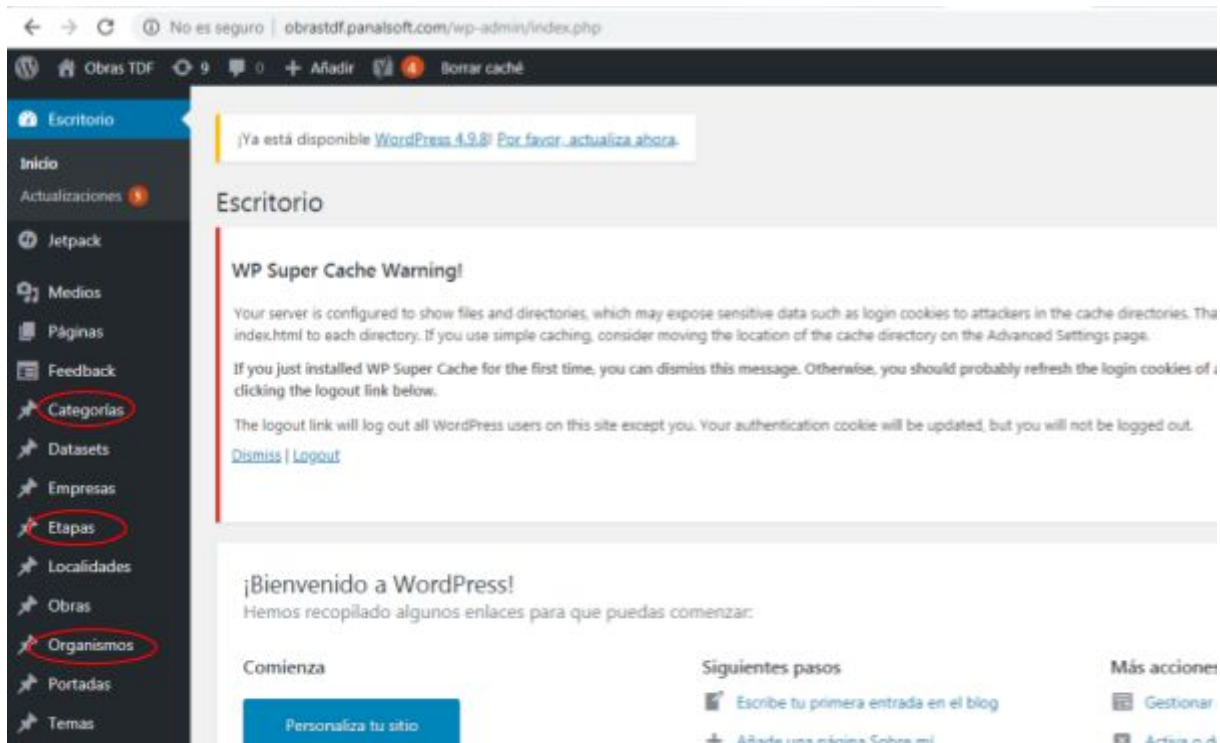 No es seguro | obrastdf.panalsoft.com/wp-admin/index.php
Obras TDF 9 0 + Añadir 4 Borrar caché
Escritorio
Inicio
Actualizaciones 5
Jetpack
Medios
Páginas
Feedback
Categorías
Datasets
Empresas
Etapas
Localidades
Obras
Organismos
Portadas
Temas
¡Ya está disponible WordPress 4.9.8! Por favor, actualiza ahora.
Escritorio
WP Super Cache Warning!
Your server is configured to show files and directories, which may expose sensitive data such as login cookies to attackers in the cache directories. Tha
index.html to each directory. If you use simple caching, consider moving the location of the cache directory on the Advanced Settings page.
If you just installed WP Super Cache for the first time, you can dismiss this message. Otherwise, you should probably refresh the login cookies of a
clicking the logout link below.
The logout link will log out all WordPress users on this site except you. Your authentication cookie will be updated, but you will not be logged out.
Dismiss | Logout
¡Bienvenido a WordPress!
Hemos recopilado algunos enlaces para que puedas comenzar:
Comienza
Personaliza tu sitio
Siguientes pasos
Escribe tu primera entrada en el blog
Añade una página Sobre mí
Más acciones
Gestionar
Activa o d